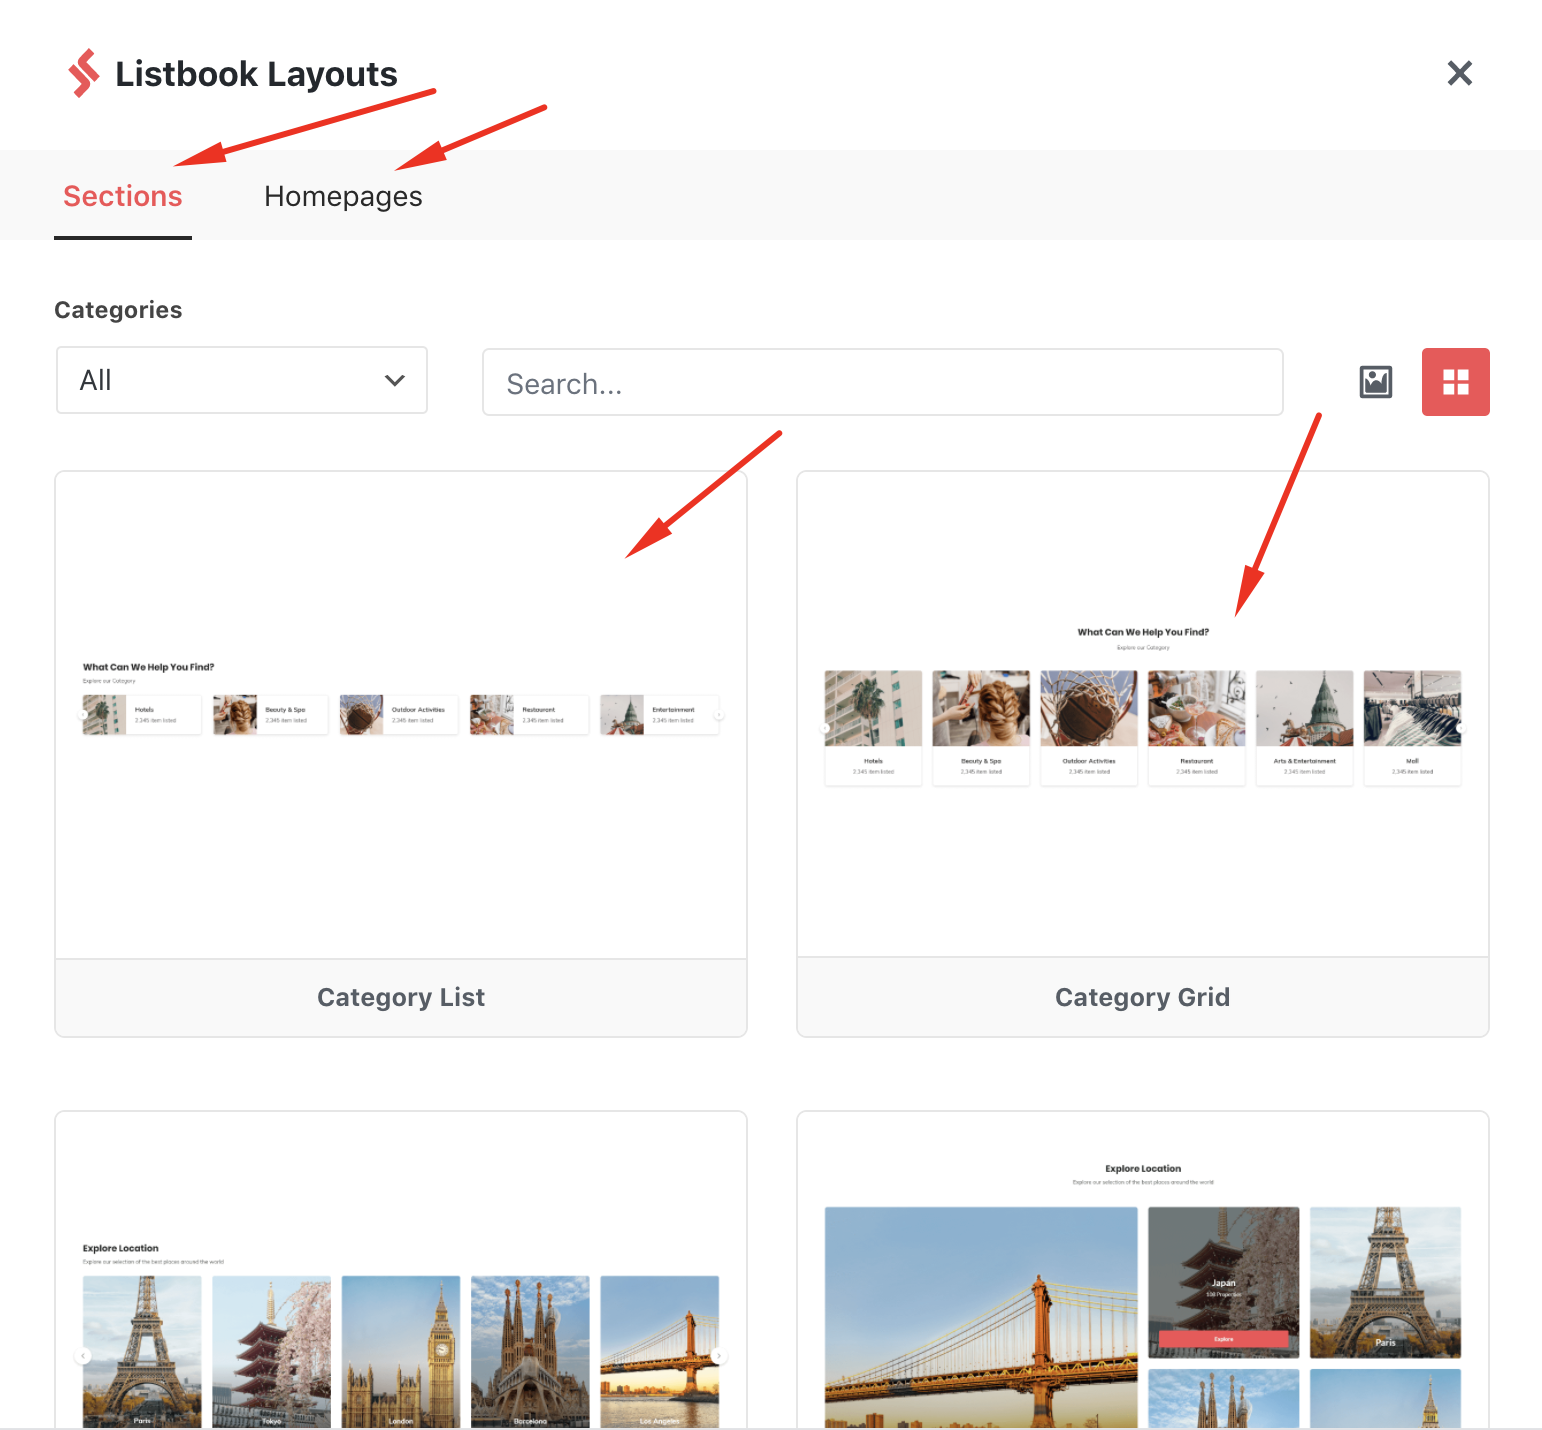 Listbook Layouts
Sections
Homepages
Categories
All
Search...
What Can We Help You Find?
Explore our Category
Hotels
2,345 item listed
Beauty & Spa
2,345 item listed
Outdoor Activities
2,345 item listed
Restaurant
2,345 item listed
Entertainment
2,345 item listed
Category List
What Can We Help You Find?
Explore our Category
Hotels
2,345 item listed
Beauty & Spa
2,345 item listed
Outdoor Activities
2,345 item listed
Restaurant
2,345 item listed
Arts & Entertainment
2,345 item listed
Mall
2,345 item listed
Category Grid
Explore Location
Explore our selection of the best places around the world
Paris
Tokyo
London
Barcelona
Los Angeles
Explore Location
Explore our selection of the best places around the world
Japan
Properties
Explore
Paris